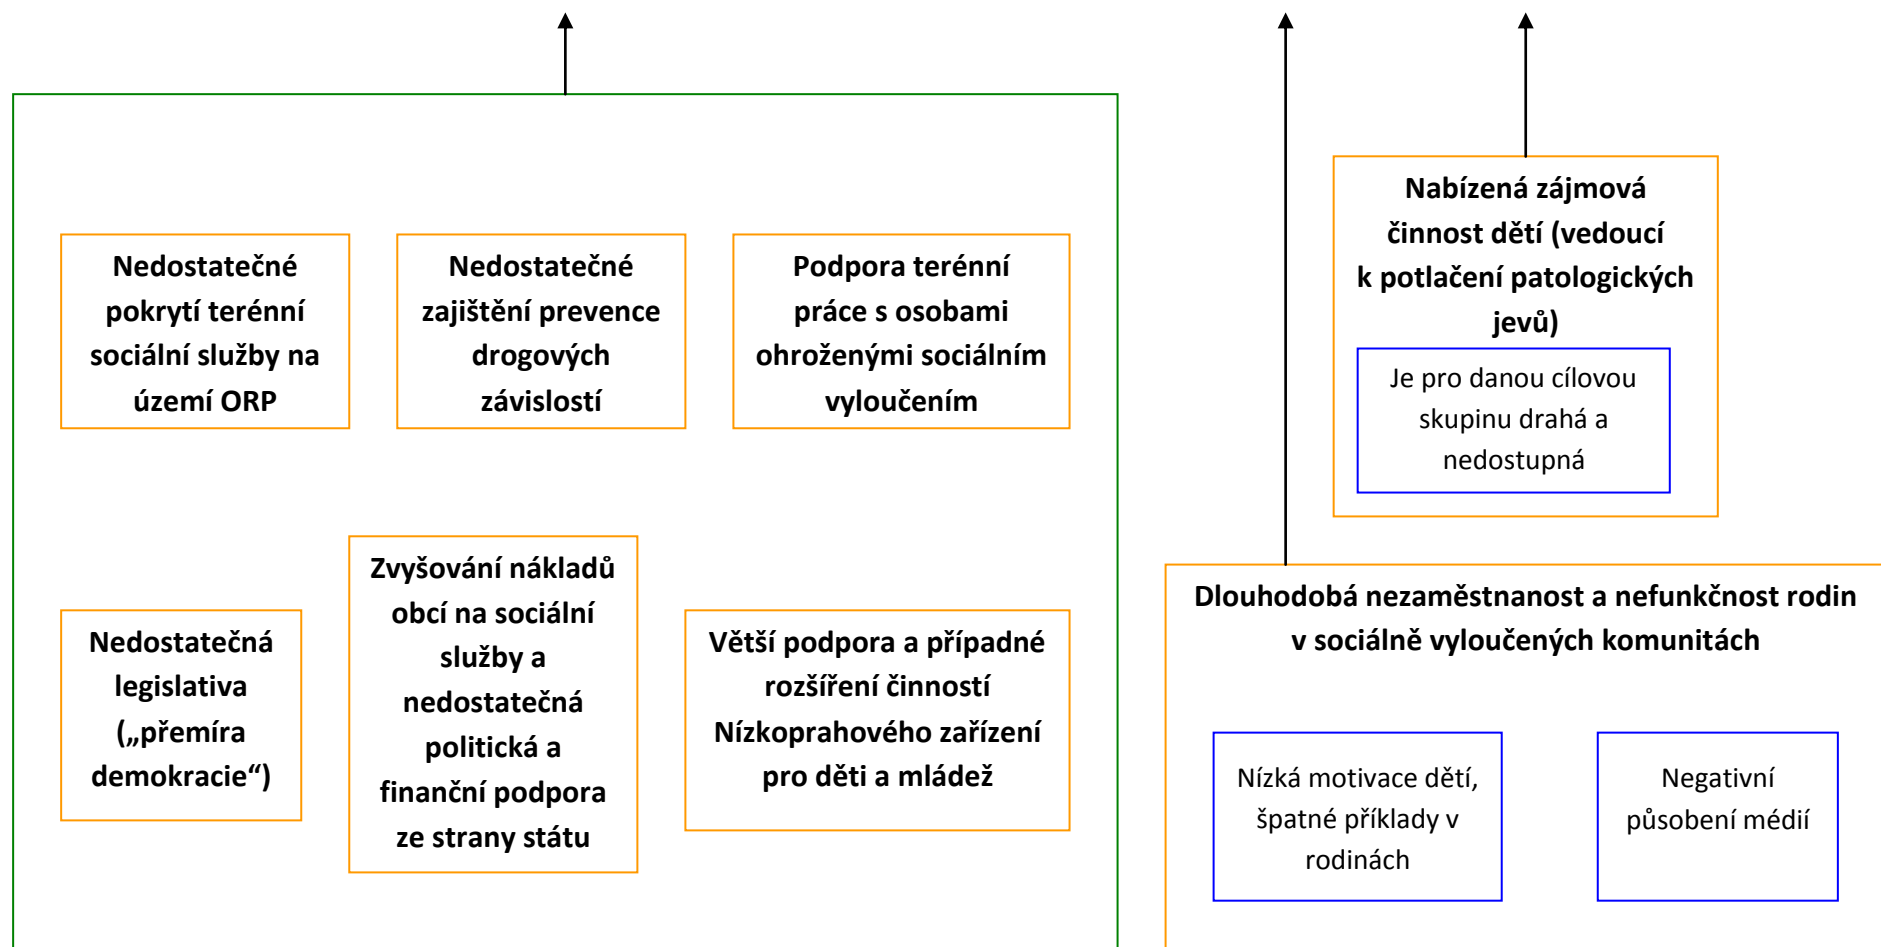 Nedostatečné
pokrytí terénní
sociální služby na
území ORP
Nedostatečné
zajištění prevence
drogových
závislostí
Podpora terénní
práce s osobami
ohroženými sociálním
vyloučením
Nedostatečná
legislativa
(„přemíra
demokracie“)
Zvyšování nákladů
obcí na sociální
služby a
nedostatečná
politická a
finanční podpora
ze strany státu
Větší podpora a případné
rozšíření činností
Nízkoprahového zařízení
pro děti a mládež
Nabízená zájmová
činnost dětí (vedoucí
k potlačení patologických
jevů)
Je pro danou cílovou
skupinu drahá a
nedostupná
Dlouhodobá nezaměstnanost a nefunkčnost rodin
v sociálně vyloučených komunitách
Nízká motivace dětí,
špatné příklady v
rodinách
Negativní
působení médií